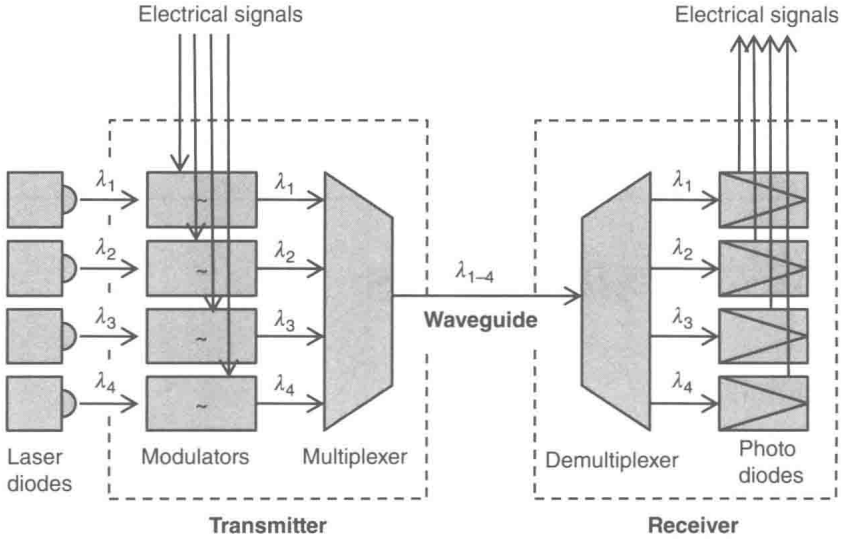 Electrical signals
Electrical signals
λ1
λ1
λ1
λ1
~
λ2
λ2
λ2
~
λ1–4
λ3
λ3
Waveguide
λ3
~
λ4
λ4
λ4
~
Laser
diodes
Modulators
Multiplexer
Demultiplexer
Photo
diodes
Transmitter
Receiver